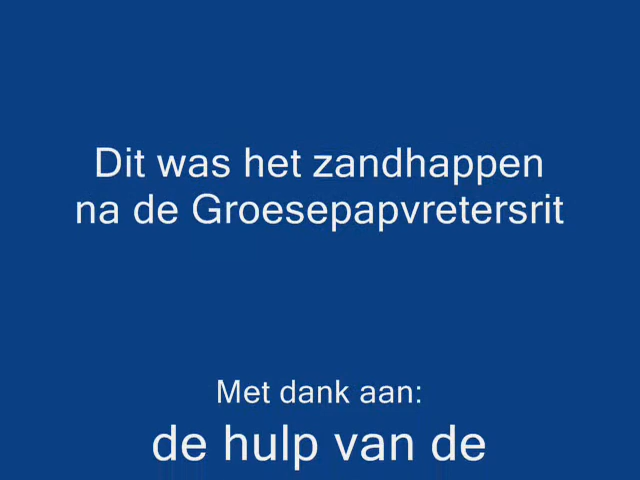 Dit was het zandhappen
na de Groesepapvretersrit
Met dank aan:
de hulp van de